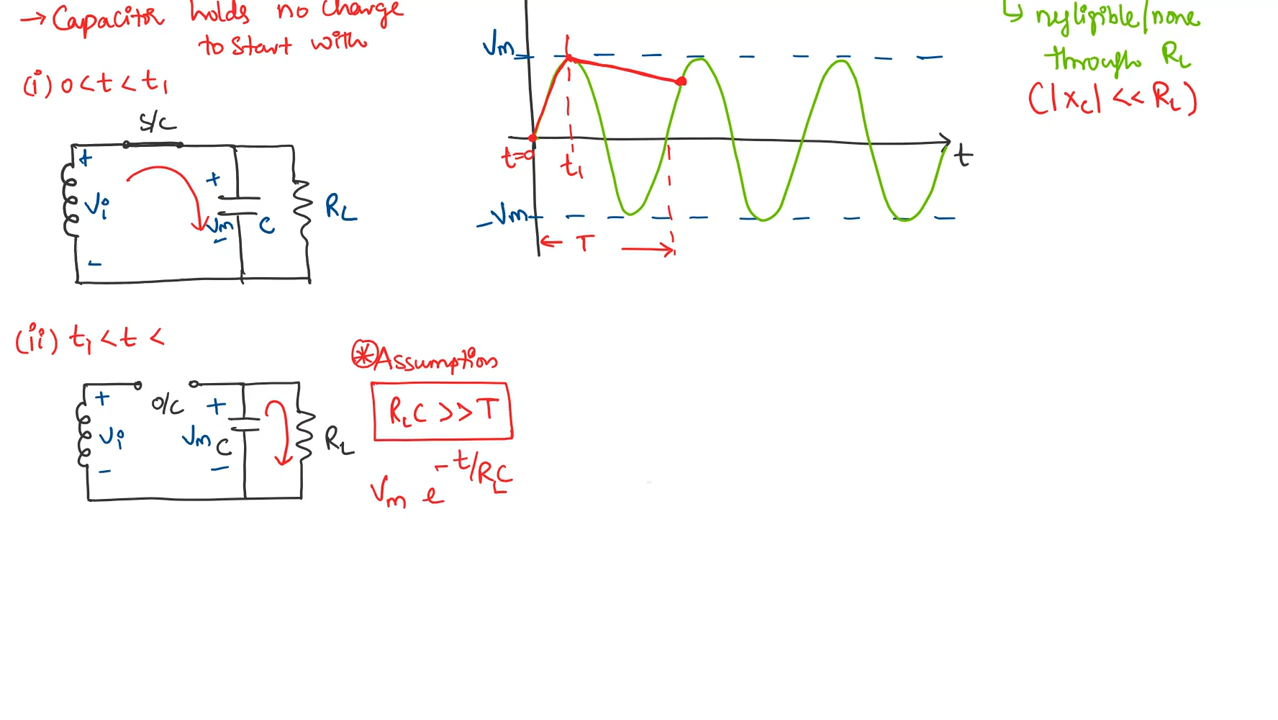 → Capacitor holds no charge
to start with
(i) 0 < t < t₁
S/C
+
Vi
-
+
Vm
-
C
RL
Vm
-Vm
t=0
t₁
T
t
↳ negligible/none
through RL
(|Xc| << RL)
(ii) t₁ < t <
O/C
+
Vi
-
+
Vm
-
C
RL
⊛ Assumption
RLC >> T
Vm e^-t/RLC